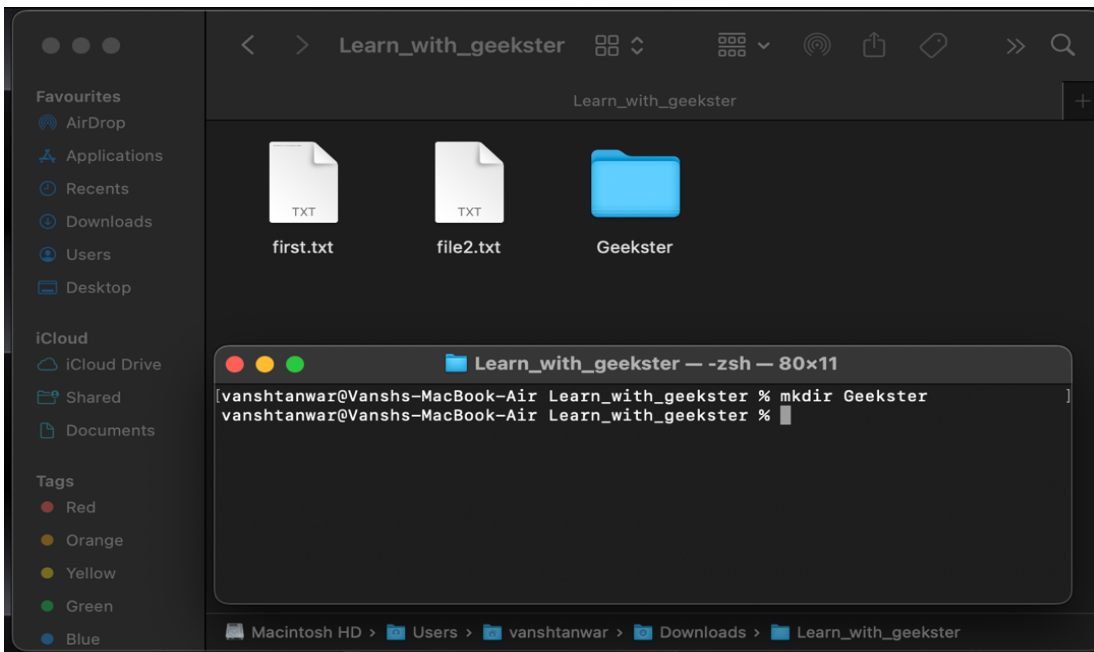 Learn_with_geekster
Learn_with_geekster
Favourites
AirDrop
Applications
Recents
Downloads
Users
Desktop
iCloud
iCloud Drive
Shared
Documents
Tags
Red
Orange
Yellow
Green
Blue
TXT
first.txt
TXT
file2.txt
Geekster
Learn_with_geekster — -zsh — 80×11
[vanshtanwar@Vanshs-MacBook-Air Learn_with_geekster % mkdir Geekster ]
vanshtanwar@Vanshs-MacBook-Air Learn_with_geekster %
Macintosh HD › Users › vanshtanwar › Downloads › Learn_with_geekster